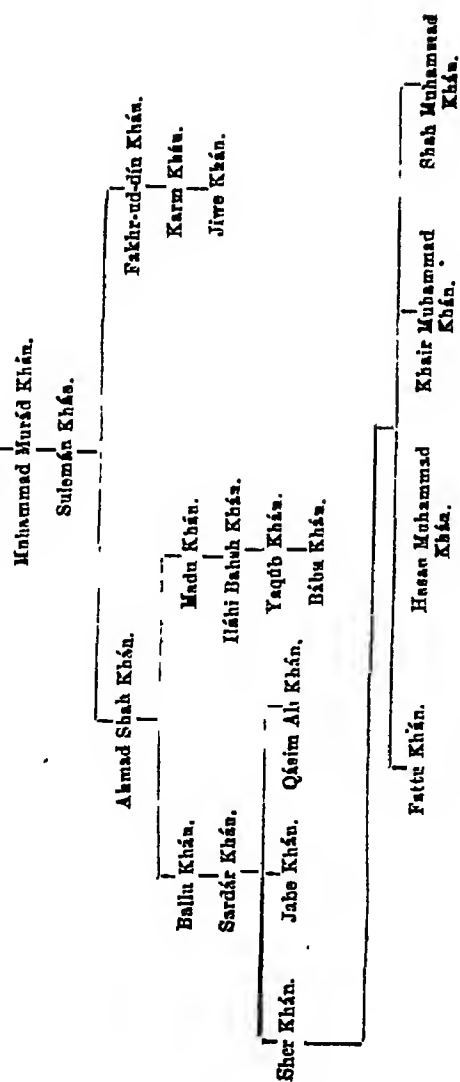 Muhammad Murád Khán.
Sulemán Khán.
Ahmad Shah Khán.
Fakhr-ud-dín Khán.
Ballu Khán.
Madu Khán.
Karm Khán.
Sardár Khán.
Iláhi Bahuh Khán.
Jiwe Khán.
Sher Khán.
Jabe Khán.
Qásim Ali Khán.
Yaqúb Khán.
Bábu Khán.
Fattu Khán.
Hasan Muhammad
Khán.
Khair Muhammad
Khán.
Shah Muhammad
Khán.